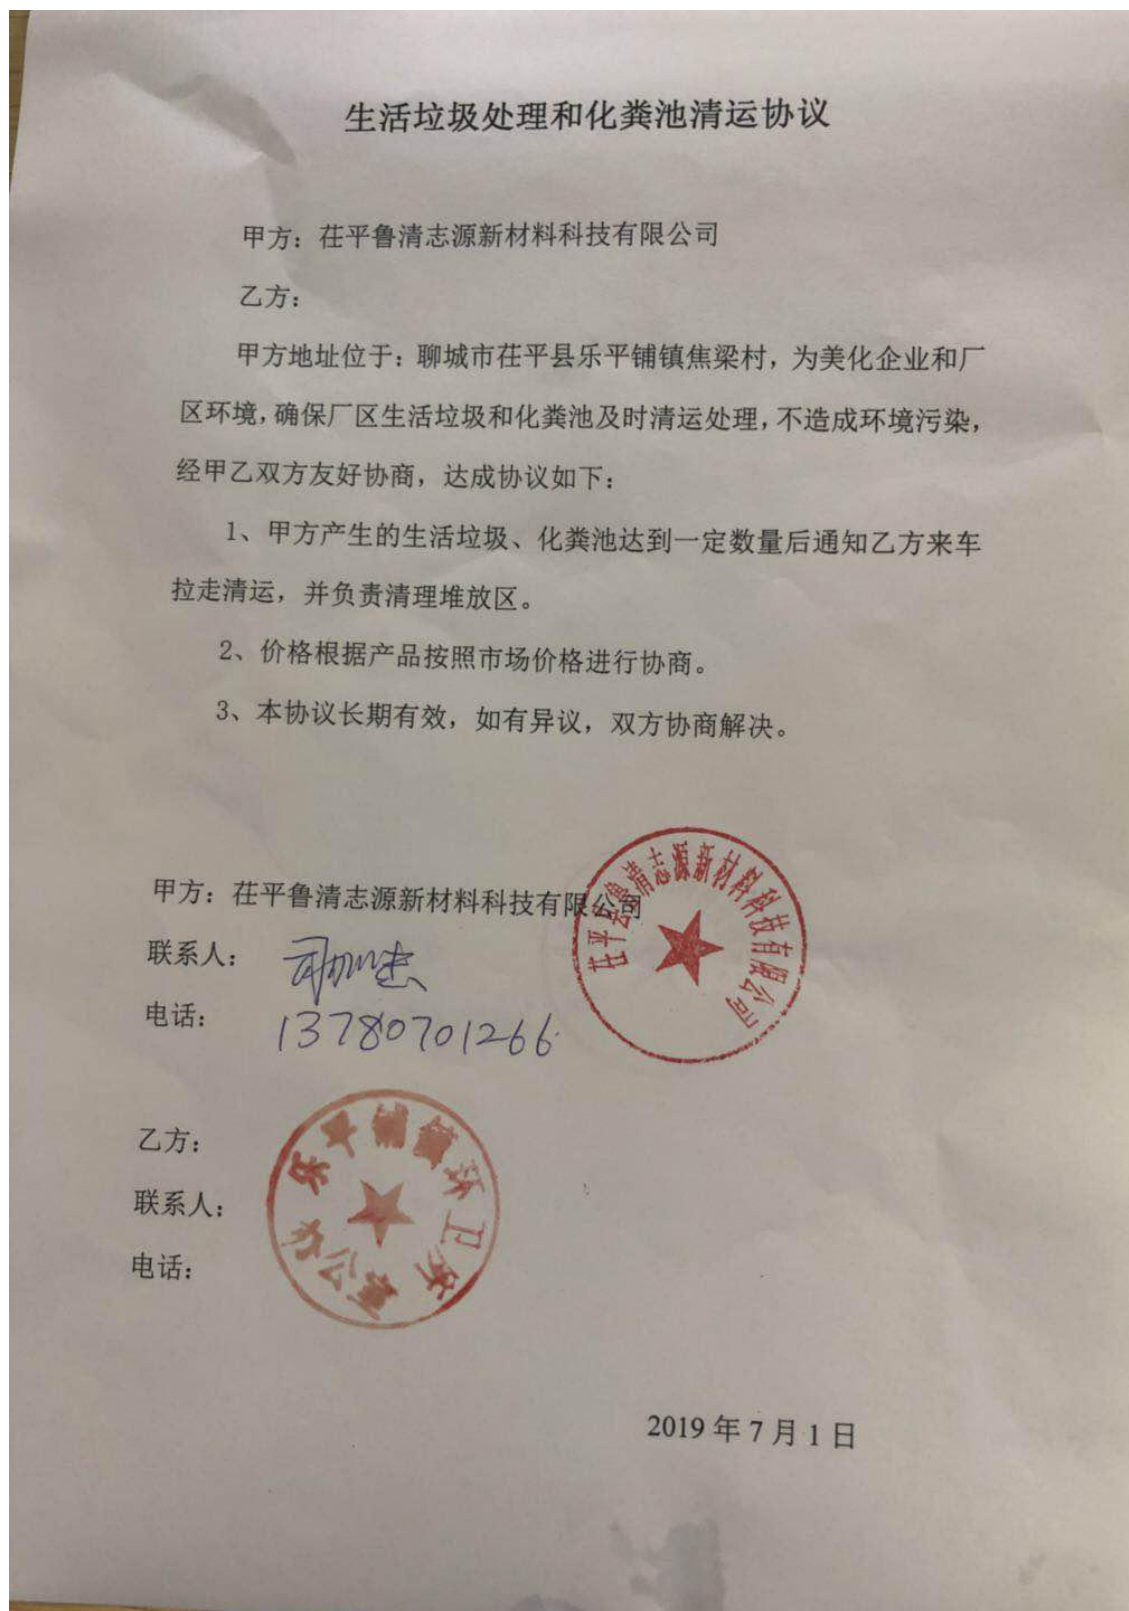 生活垃圾处理和化粪池清运协议
甲方：茌平鲁清志源新材料科技有限公司
乙方：
甲方地址位于：聊城市茌平县乐平铺镇焦梁村，为美化企业和厂
区环境，确保厂区生活垃圾和化粪池及时清运处理，不造成环境污染，
经甲乙双方友好协商，达成协议如下：
1、甲方产生的生活垃圾、化粪池达到一定数量后通知乙方来车
拉走清运，并负责清理堆放区。
2、价格根据产品按照市场价格进行协商。
3、本协议长期有效，如有异议，双方协商解决。
甲方：茌平鲁清志源新材料科技有限公司
茌平县鲁清志源新材料科技有限公司
联系人：
电话：13780701266
乙方：
乐平铺镇环卫办公室
联系人：
电话：
2019年7月1日